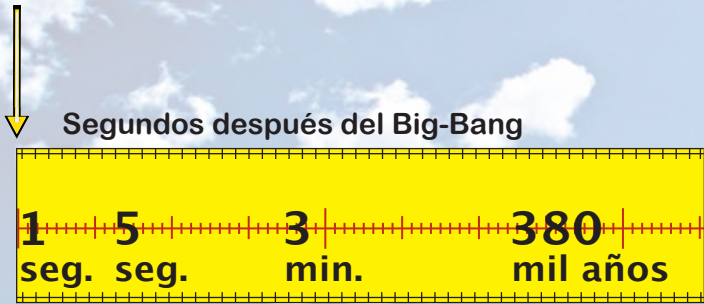 Segundos después del Big-Bang
1 5 3 380
seg. seg. min. mil años